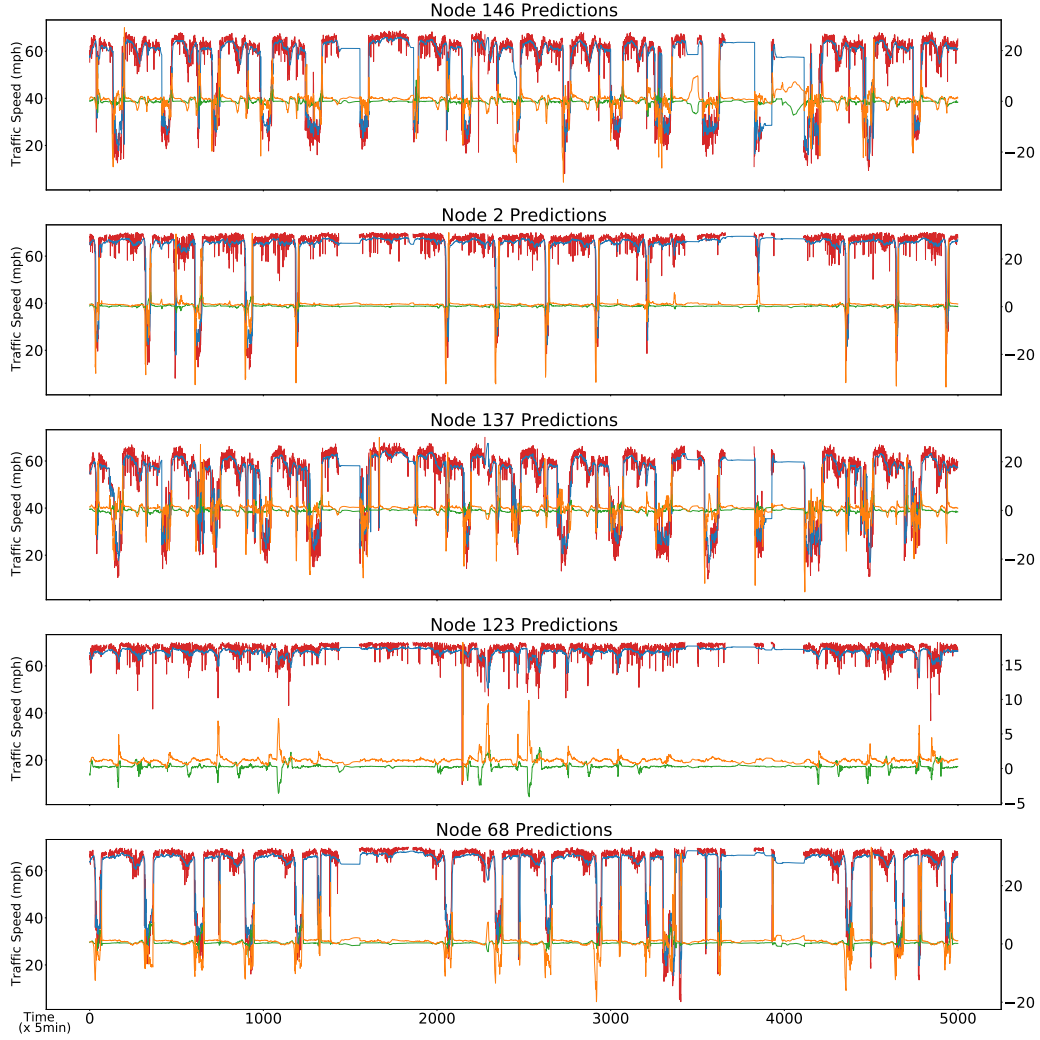 Node 146 Predictions
Traffic Speed (mph)
60
40
20
20
0
−20
Node 2 Predictions
Traffic Speed (mph)
60
40
20
20
0
−20
Node 137 Predictions
Traffic Speed (mph)
60
40
20
20
0
−20
Node 123 Predictions
Traffic Speed (mph)
60
40
20
15
10
5
0
−5
Node 68 Predictions
Traffic Speed (mph)
60
40
20
20
0
−20
Time
(x 5min)
0 1000 2000 3000 4000 5000